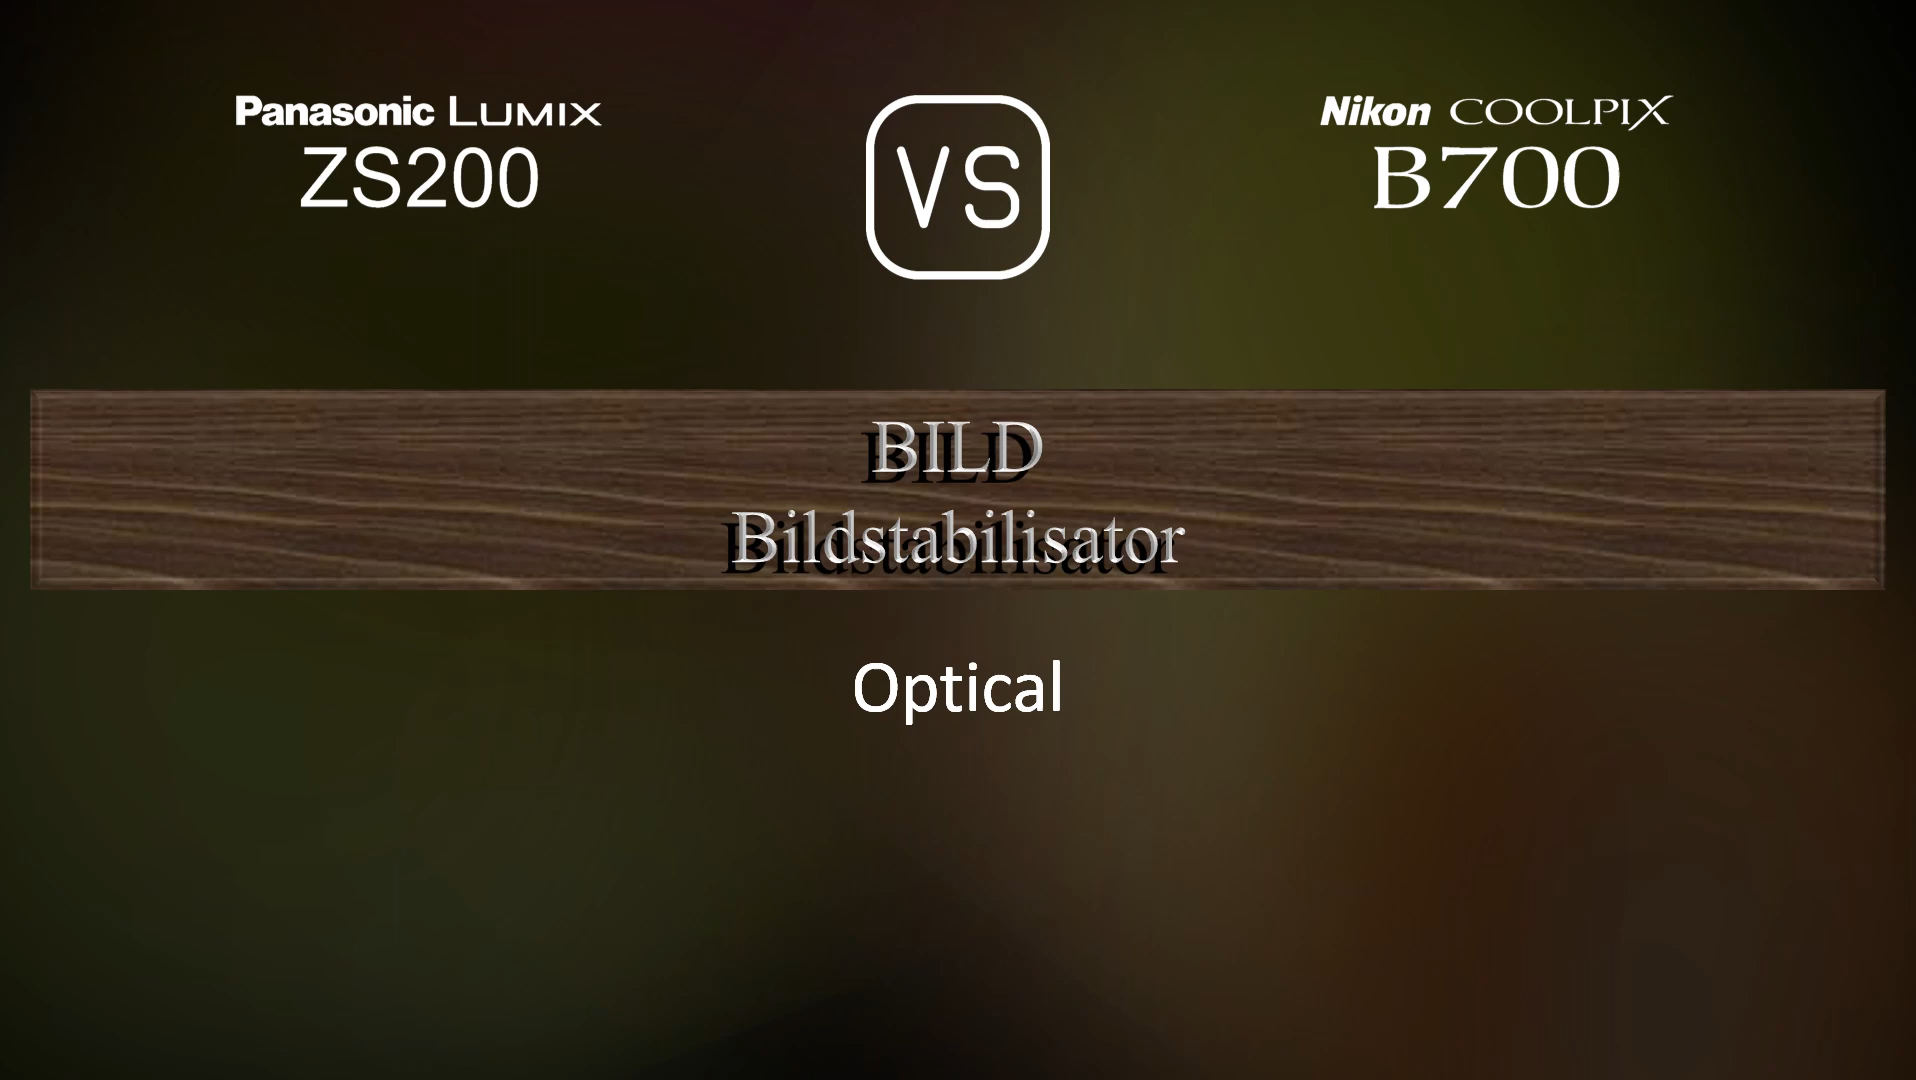 Panasonic LUMIX
ZS200
VS
Nikon COOLPIX
B700
BILD
Bildstabilisator
Optical